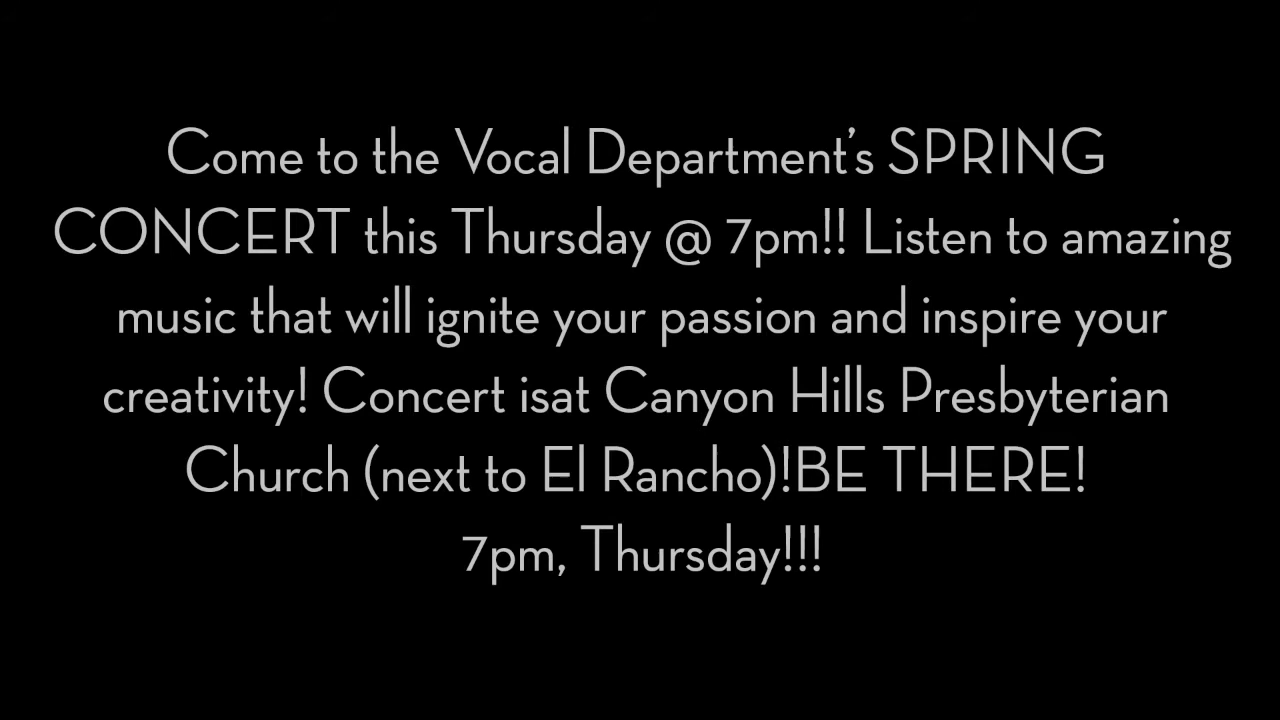 Come to the Vocal Department’s SPRING
CONCERT this Thursday @ 7pm!! Listen to amazing
music that will ignite your passion and inspire your
creativity! Concert isat Canyon Hills Presbyterian
Church (next to El Rancho)!BE THERE!
7pm, Thursday!!!